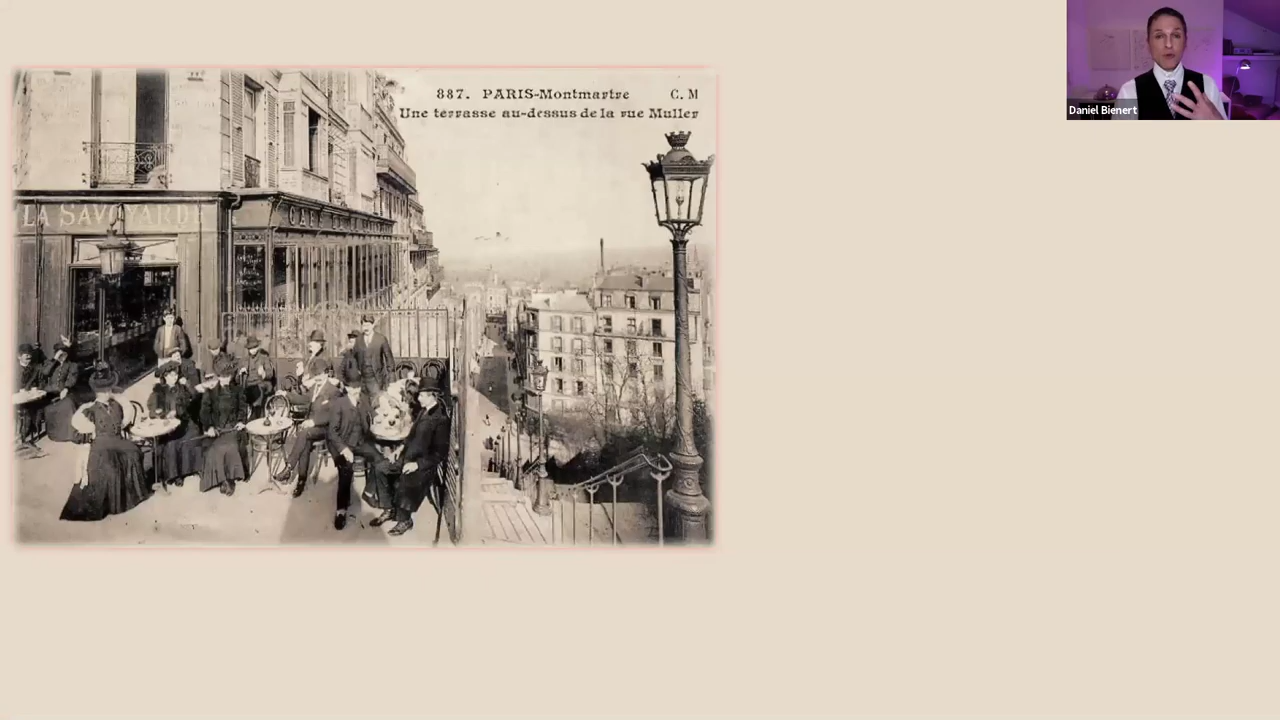 887. PARIS-Montmartre C. M
Une terrasse au-dessus de la rue Muller
LA SAVOYARDE
Daniel Bienert